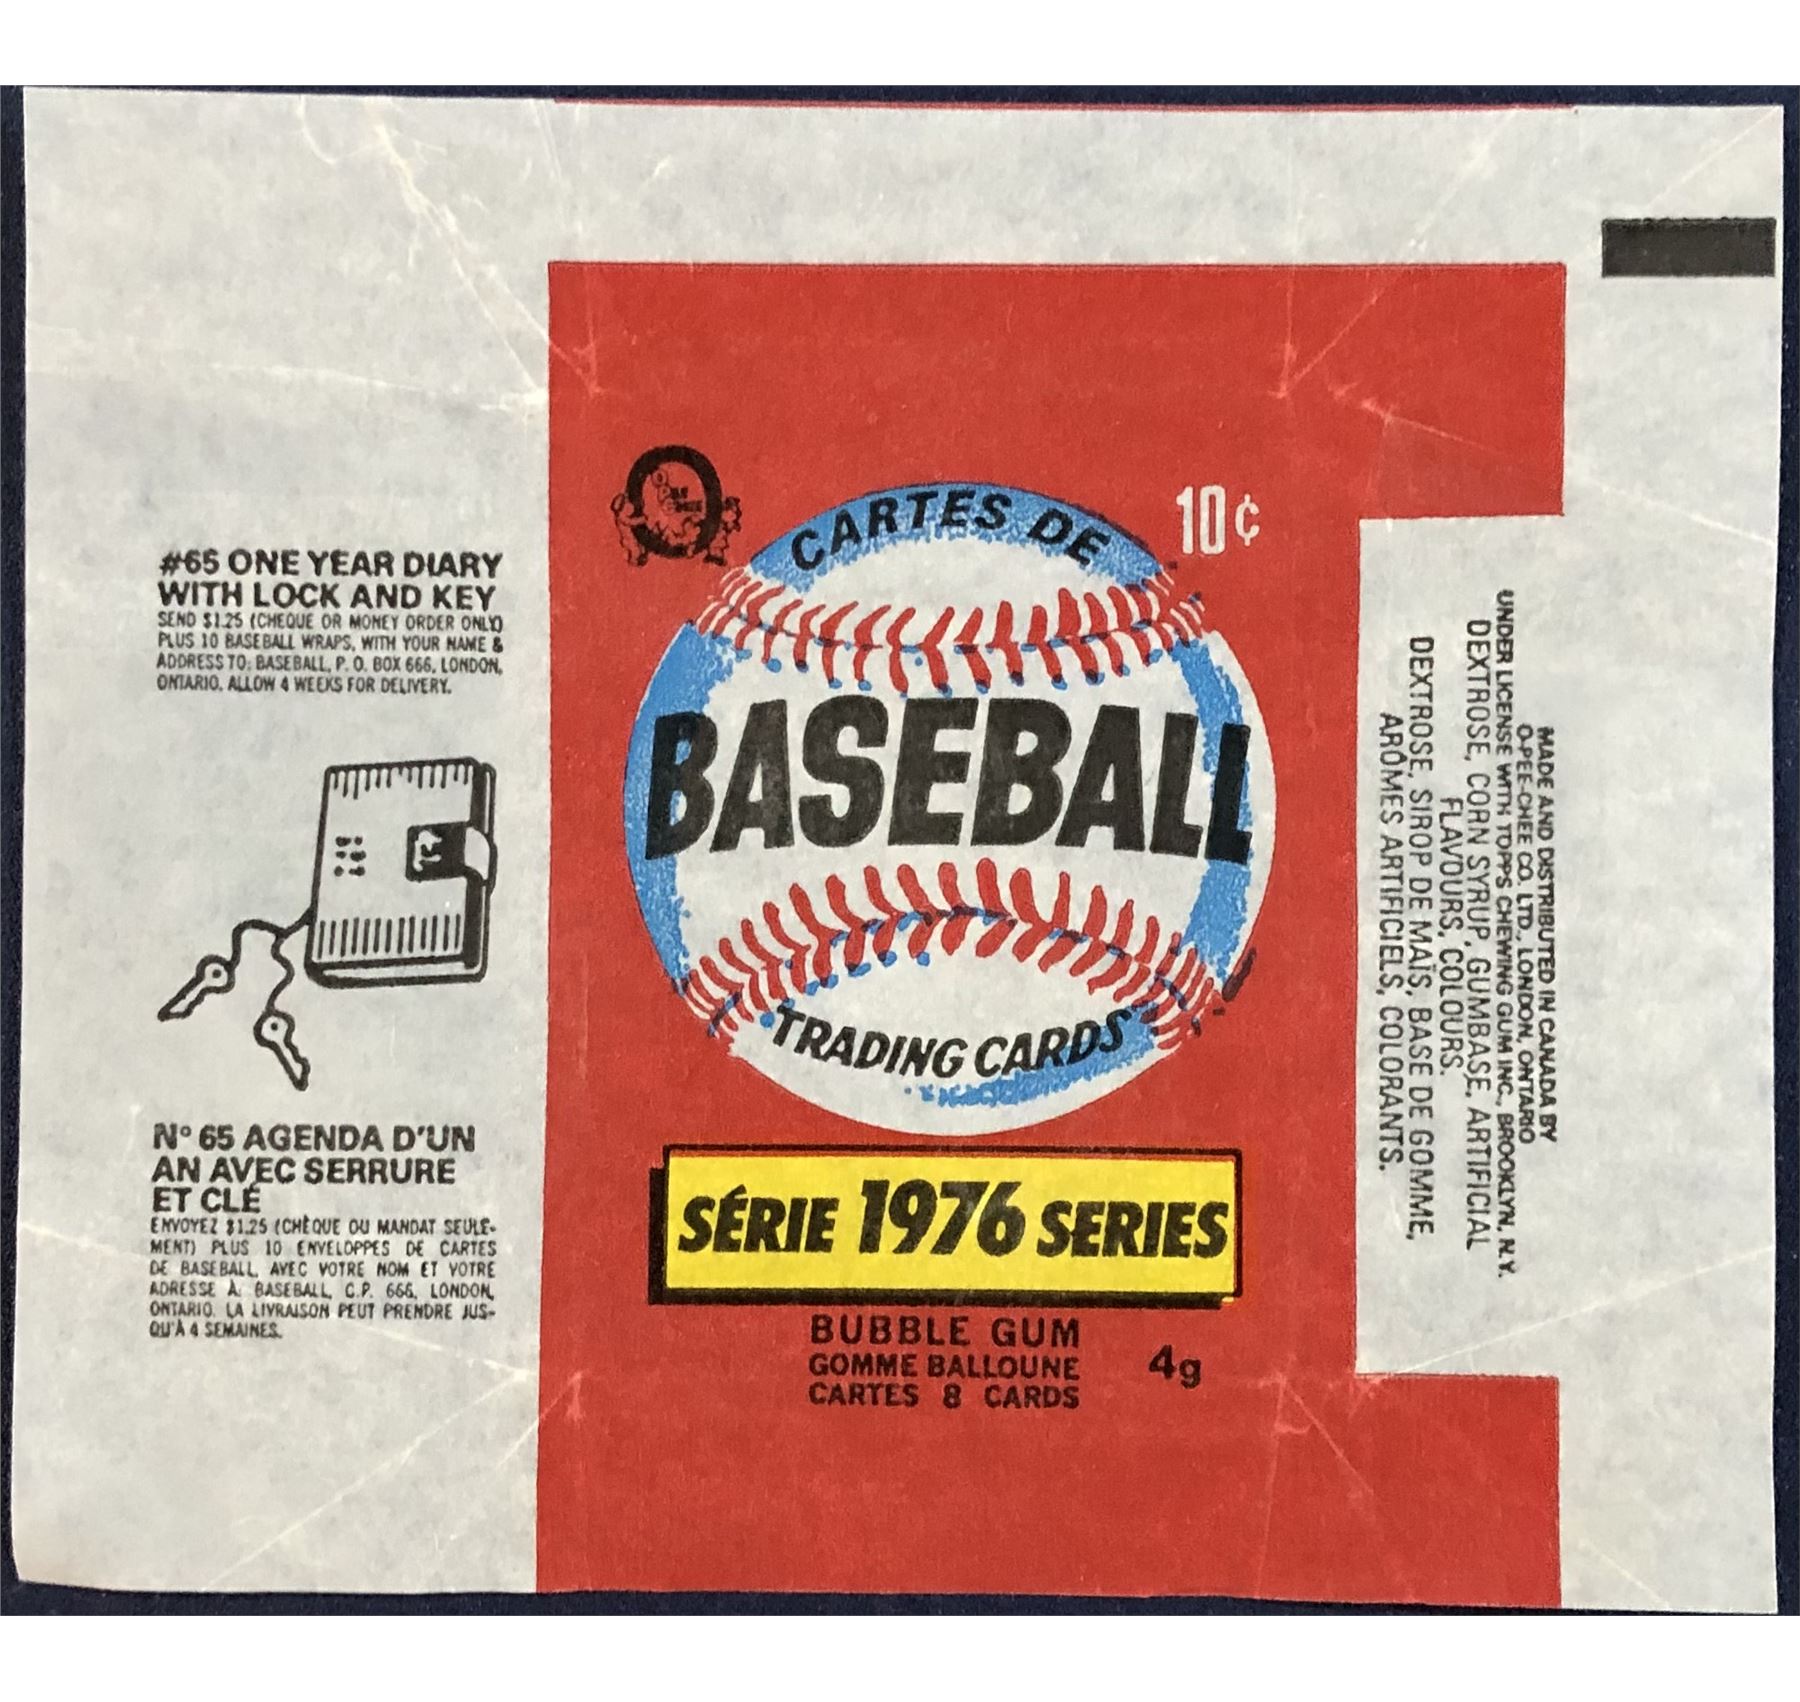 #65 ONE YEAR DIARY
WITH LOCK AND KEY
SEND $1.25 (CHEQUE OR MONEY ORDER ONLY)
PLUS 10 BASEBALL WRAPS, WITH YOUR NAME &
ADDRESS TO: BASEBALL, P. O. BOX 666, LONDON,
ONTARIO. ALLOW 4 WEEKS FOR DELIVERY.
N° 65 AGENDA D'UN
AN AVEC SERRURE
ET CLÉ
ENVOYEZ $1.25 (CHÈQUE OU MANDAT SEULE-
MENT) PLUS 10 ENVELOPPES DE CARTES
DE BASEBALL, AVEC VOTRE NOM ET VOTRE
ADRESSE À: BASEBALL, C.P. 666, LONDON,
ONTARIO. LA LIVRAISON PEUT PRENDRE JUS-
QU'À 4 SEMAINES.
O PEE CHEE
10¢
CARTES DE
BASEBALL
TRADING CARDS
SÉRIE 1976 SERIES
BUBBLE GUM
GOMME BALLOUNE
CARTES 8 CARDS
4g
MADE AND DISTRIBUTED IN CANADA BY
O-PEE-CHEE CO. LTD., LONDON, ONTARIO
UNDER LICENSE WITH TOPPS CHEWING GUM INC., BROOKLYN, N.Y.
DEXTROSE, CORN SYRUP, GUMBASE, ARTIFICIAL
FLAVOURS, COLOURS.
DEXTROSE, SIROP DE MAÏS, BASE DE GOMME,
ARÔMES ARTIFICIELS, COLORANTS.